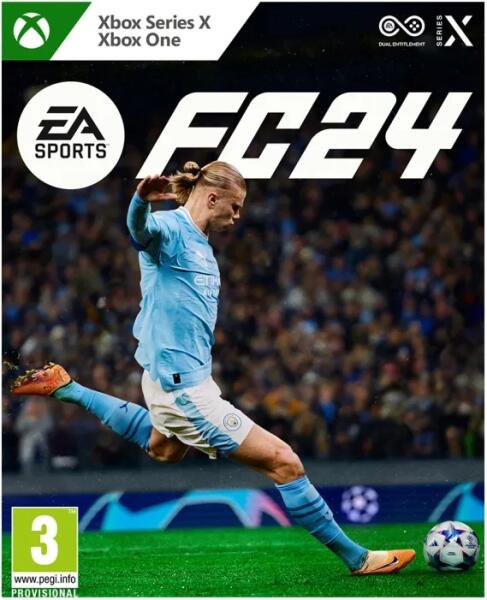 Xbox Series X
Xbox One
DUAL ENTITLEMENT
SERIES X
EA
SPORTS
FC24
3
www.pegi.info
PROVISIONAL